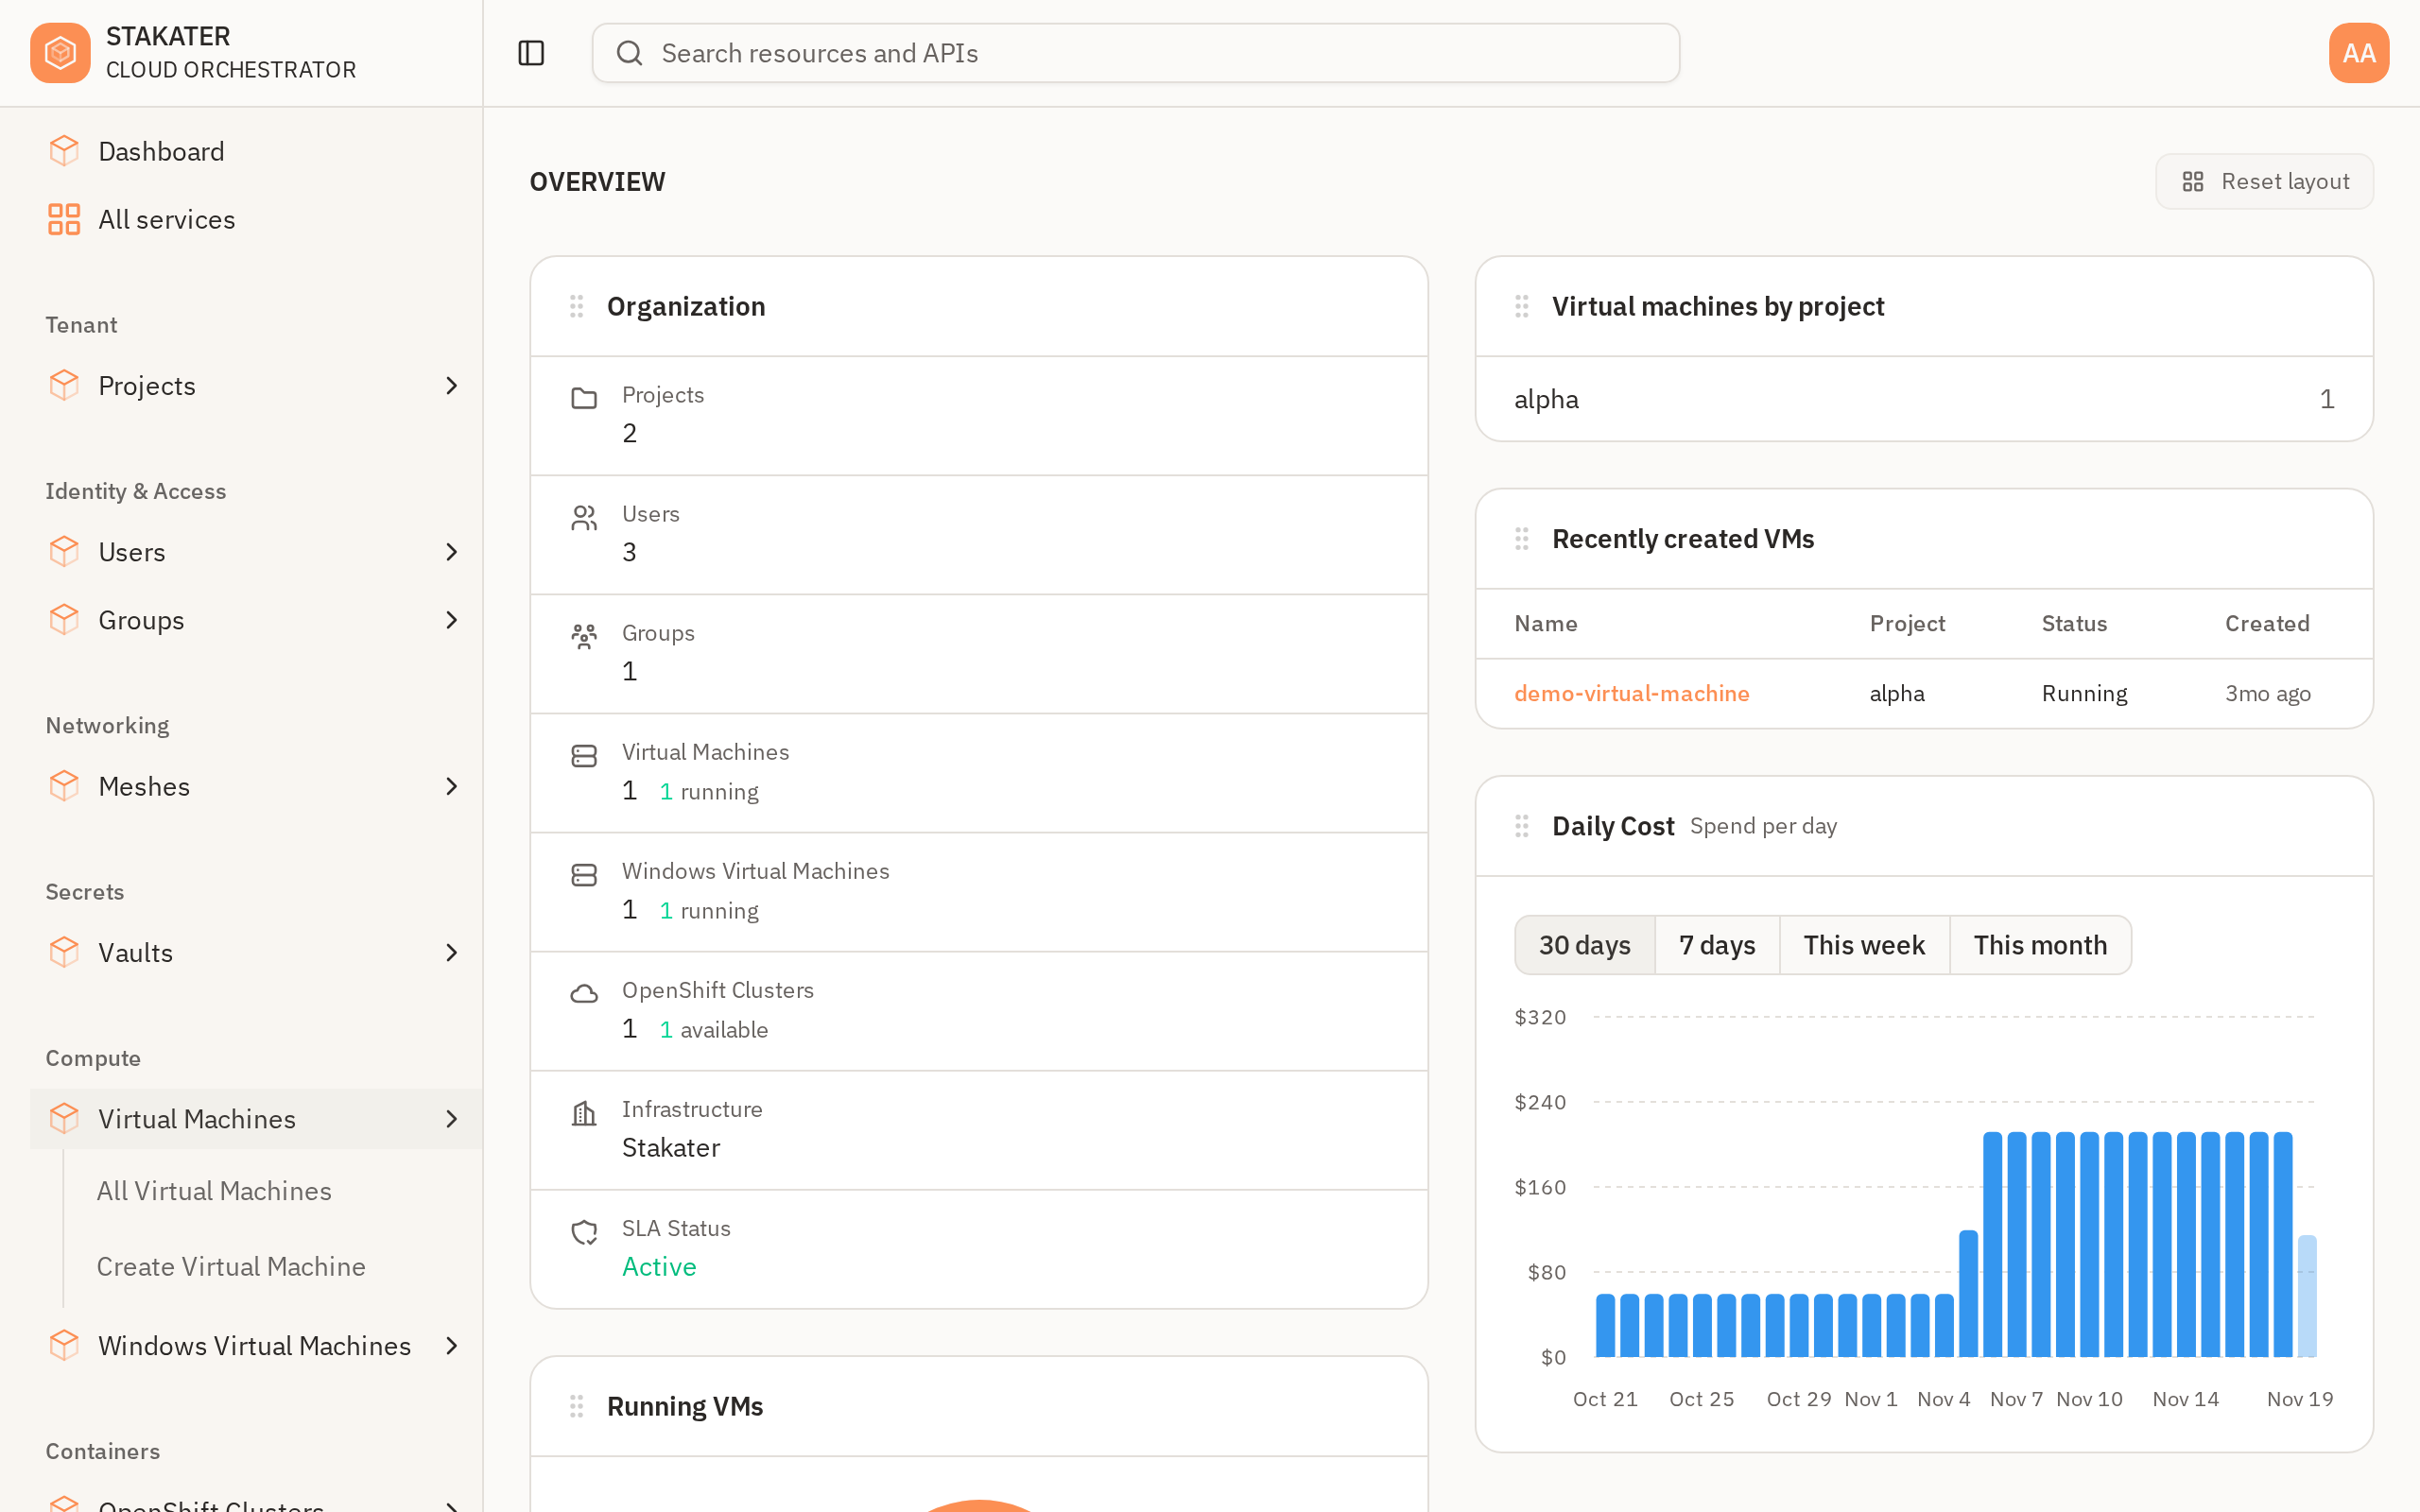 STAKATER
CLOUD ORCHESTRATOR
Search resources and APIs
AA
Dashboard
All services
Tenant
Projects
Identity & Access
Users
Groups
Networking
Meshes
Secrets
Vaults
Compute
Virtual Machines
All Virtual Machines
Create Virtual Machine
Windows Virtual Machines
Containers
OpenShift Clusters
OVERVIEW
Reset layout
Organization
Projects
2
Users
3
Groups
1
Virtual Machines
1 1 running
Windows Virtual Machines
1 1 running
OpenShift Clusters
1 1 available
Infrastructure
Stakater
SLA Status
Active
Running VMs
Virtual machines by project
alpha 1
Recently created VMs
Name Project Status Created
demo-virtual-machine alpha Running 3mo ago
Daily Cost Spend per day
30 days 7 days This week This month
$320
$240
$160
$80
$0
Oct 21 Oct 25 Oct 29 Nov 1 Nov 4 Nov 7 Nov 10 Nov 14 Nov 19